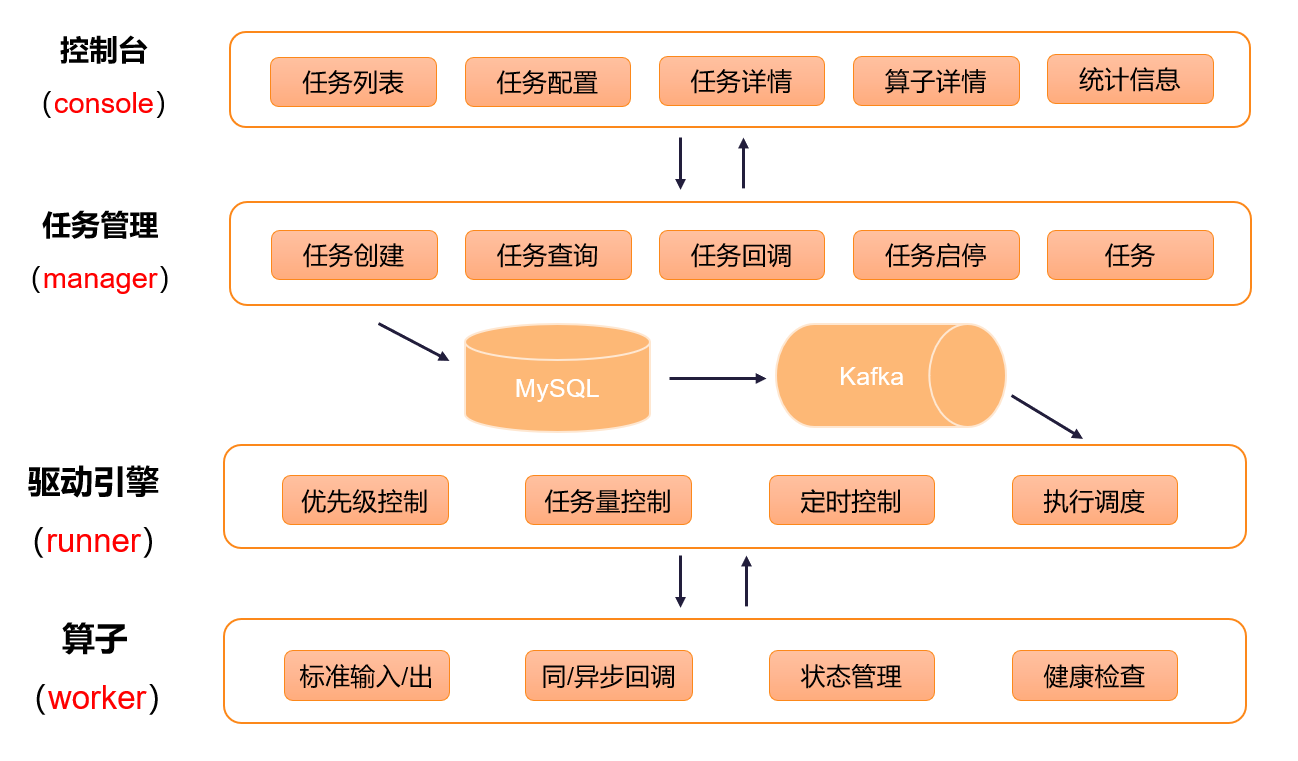 控制台
（console）
任务列表
任务配置
任务详情
算子详情
统计信息
任务管理
（manager）
任务创建
任务查询
任务回调
任务启停
任务
MySQL
Kafka
驱动引擎
（runner）
优先级控制
任务量控制
定时控制
执行调度
算子
（worker）
标准输入/出
同/异步回调
状态管理
健康检查